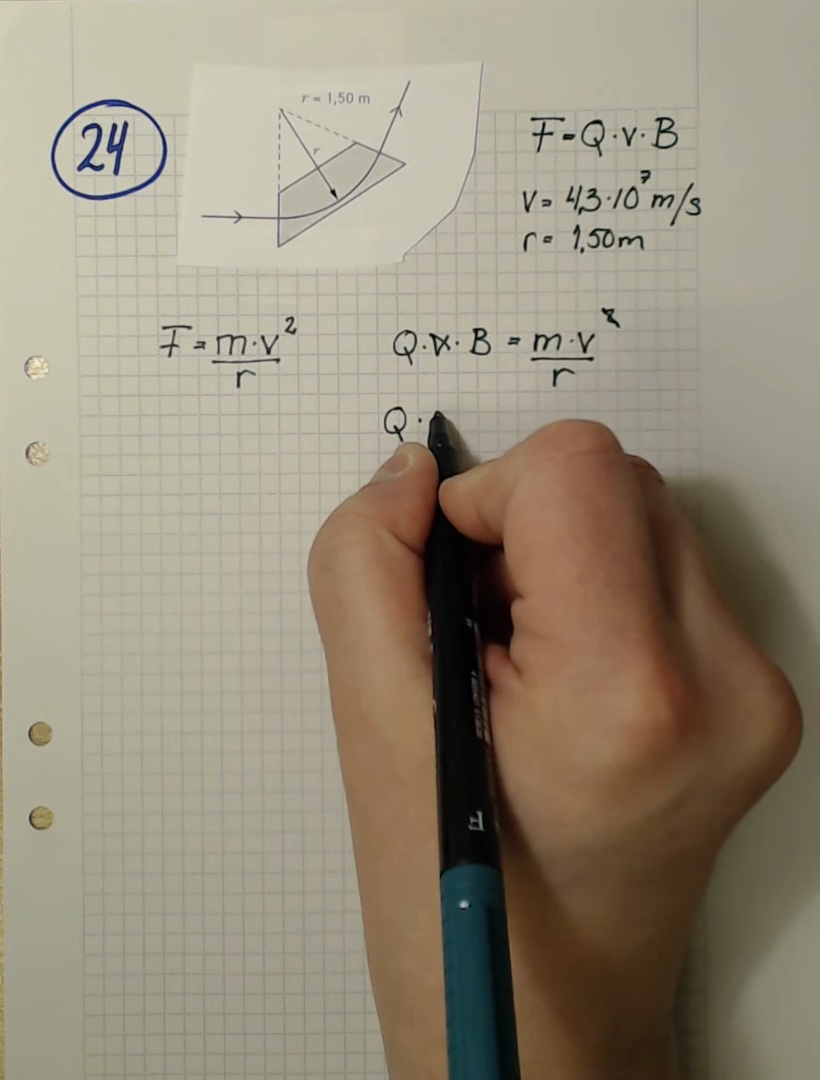 24
r = 1,50 m
r
F = Q · v · B
v = 4,3 · 10⁷ m/s
r = 1,50 m
F = m · v² / r
Q · v · B = m · v² / r
Q ·